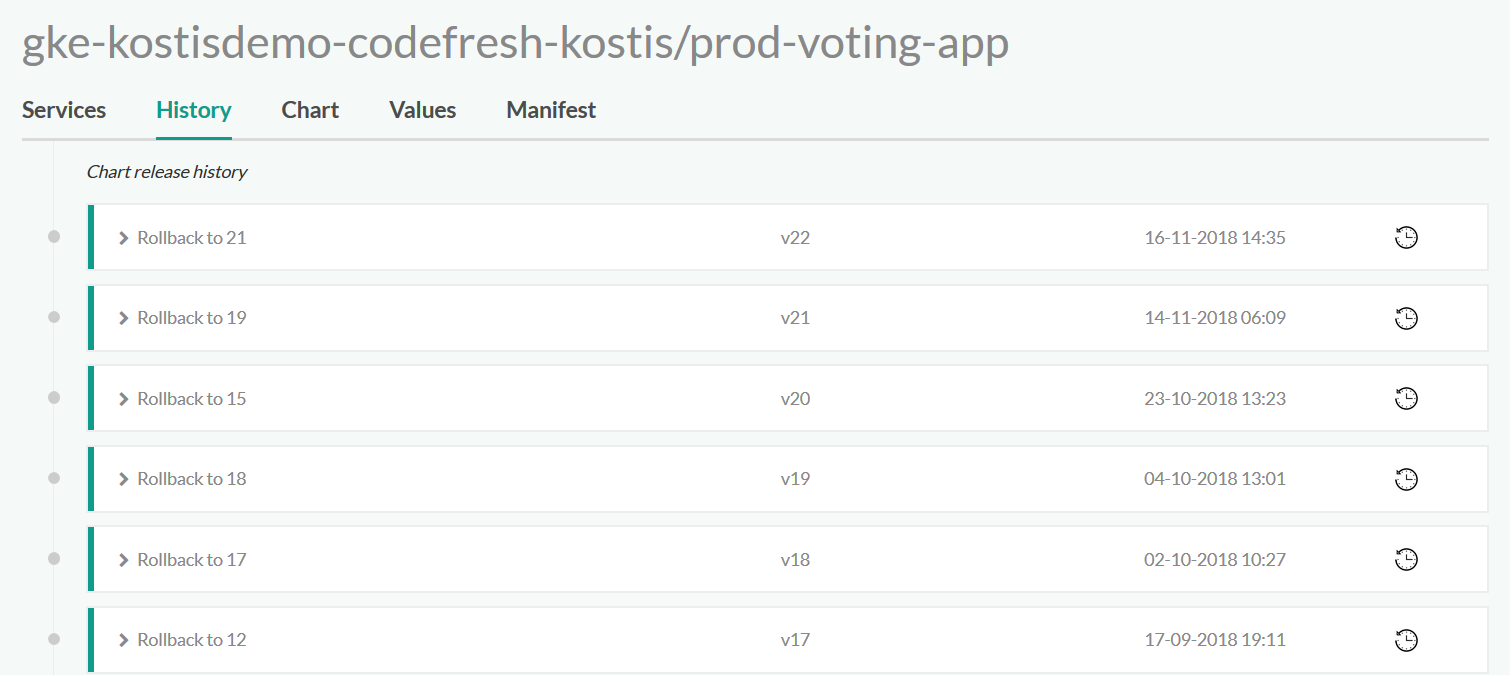 gke-kostisdemo-codefresh-kostis/prod-voting-app
Services History Chart Values Manifest
Chart release history
Rollback to 21 v22 16-11-2018 14:35
Rollback to 19 v21 14-11-2018 06:09
Rollback to 15 v20 23-10-2018 13:23
Rollback to 18 v19 04-10-2018 13:01
Rollback to 17 v18 02-10-2018 10:27
Rollback to 12 v17 17-09-2018 19:11